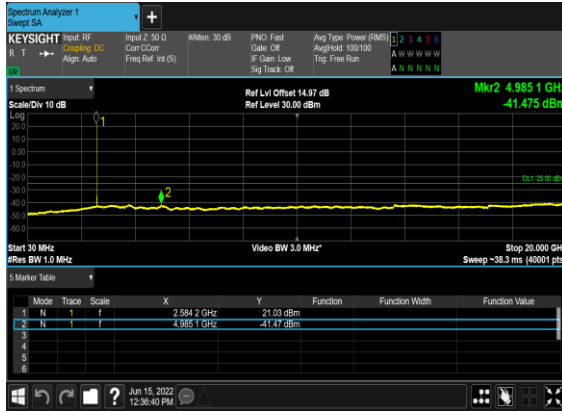 Spectrum Analyzer 1
Swept SA
+
KEYSIGHT Input: RF Input Z: 50 Ω #Atten: 30 dB PNO: Fast Avg Type: Power (RMS) 1 2 3 4 5 6
R T Coupling: DC Corr CCorr Gate: Off Avg|Hold: 100/100 A W W W W W
Align: Auto Freq Ref: Int (S) IF Gain: Low Trig: Free Run
Sig Track: Off A N N N N N
LU
1 Spectrum Ref Lvl Offset 14.97 dB Mkr2 4.985 1 GHz
Scale/Div 10 dB Ref Level 30.00 dBm -41.475 dBm
Log
20.0
10.0
0.00
-10.0
-20.0
-30.0
-40.0
-50.0
-60.0
1
2
DL1 -25.00 dBm
Start 30 MHz Video BW 3.0 MHz* Stop 20.000 GH
#Res BW 1.0 MHz Sweep ~38.3 ms (40001 pts
5 Marker Table
Mode Trace Scale X Y Function Function Width Function Value
1 N 1 f 2.584 2 GHz 21.03 dBm
2 N 1 f 4.985 1 GHz -41.47 dBm
3
4
5
6
? Jun 15, 2022
12:36:40 PM